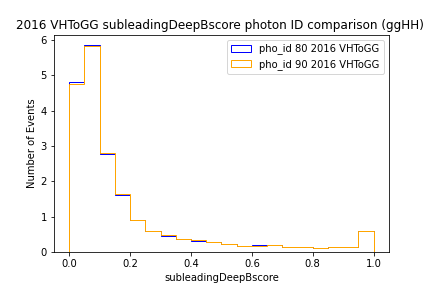 2016 VHToGG subleadingDeepBscore photon ID comparison (ggHH)
pho_id 80 2016 VHToGG
pho_id 90 2016 VHToGG
Number of Events
6
5
4
3
2
1
0
0.0 0.2 0.4 0.6 0.8 1.0
subleadingDeepBscore